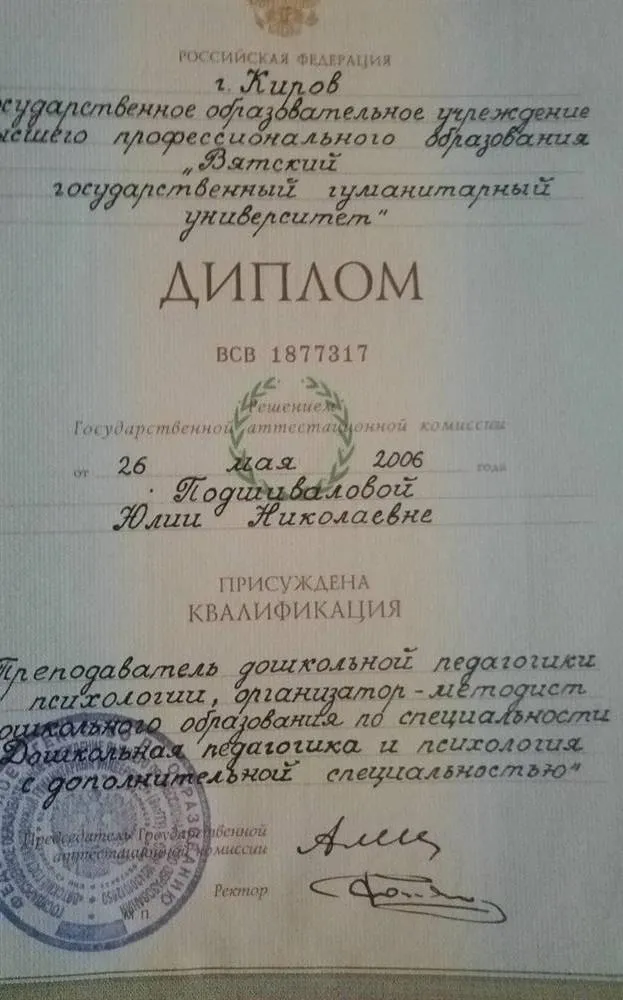 РОССИЙСКАЯ ФЕДЕРАЦИЯ
г. Киров
осударственное образовательное учреждение
ысшего профессионального образования
„Вятский
государственный гуманитарный
университет"
ДИПЛОМ
ВСВ 1877317
Решением
Государственной аттестационной комиссии
от 26 мая 2006 года
Подшиваловой
Юлии Николаевне
ПРИСУЖДЕНА
КВАЛИФИКАЦИЯ
Преподаватель дошкольной педагогики
психологии, организатор-методист
ошкольного образования по специальности
Дошкольная педагогика и психология
с дополнительной специальностью"
Председатель Государственной
аттестационной комиссии
Ректор